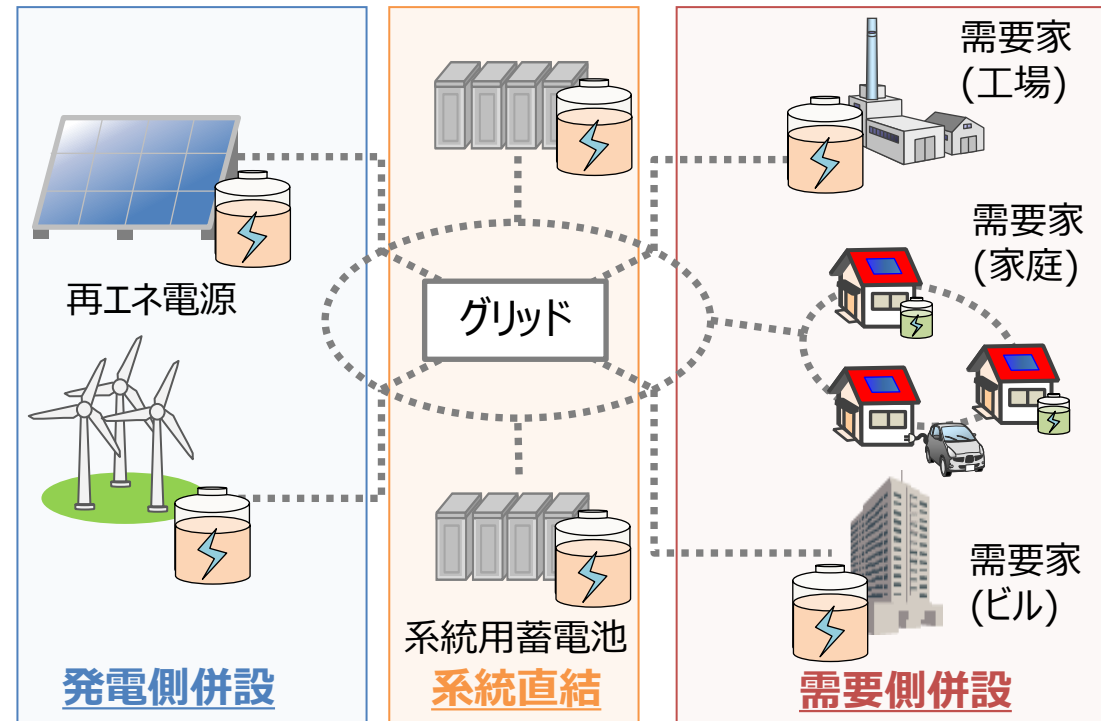 再エネ電源
発電側併設
グリッド
系統用蓄電池
系統直結
需要家
(工場)
需要家
(家庭)
需要家
(ビル)
需要側併設